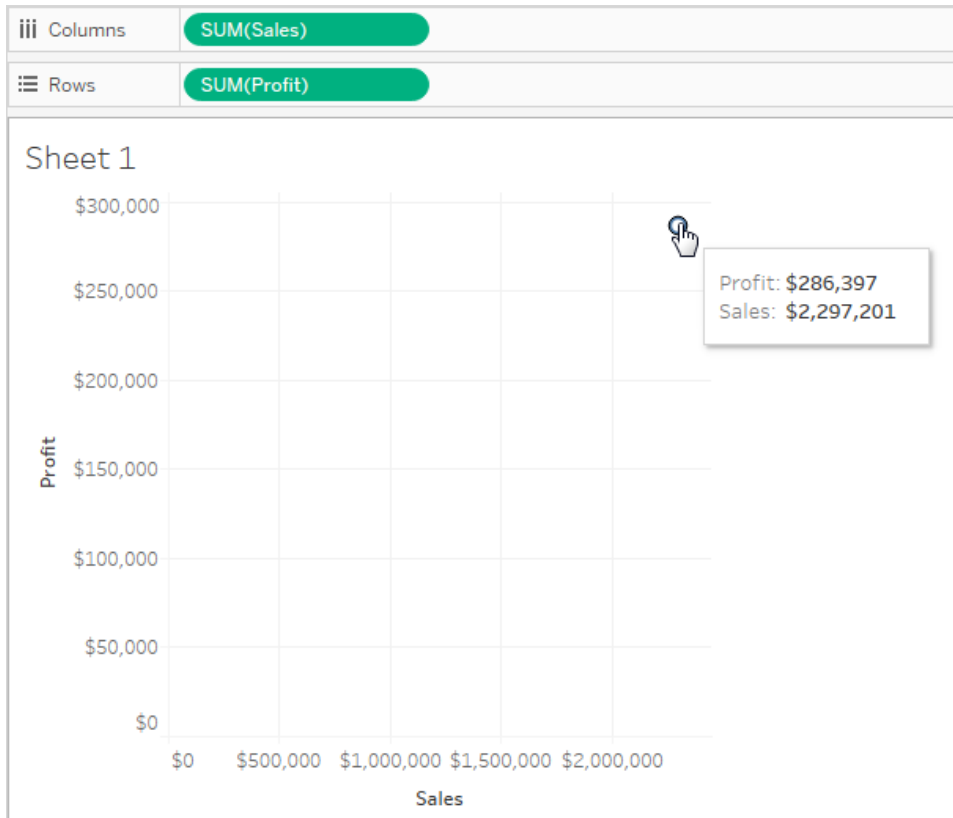 Columns SUM(Sales)
Rows SUM(Profit)
Sheet 1
$300,000
$250,000
$200,000
$150,000
$100,000
$50,000
$0
Profit
Profit: $286,397
Sales: $2,297,201
$0 $500,000 $1,000,000 $1,500,000 $2,000,000
Sales